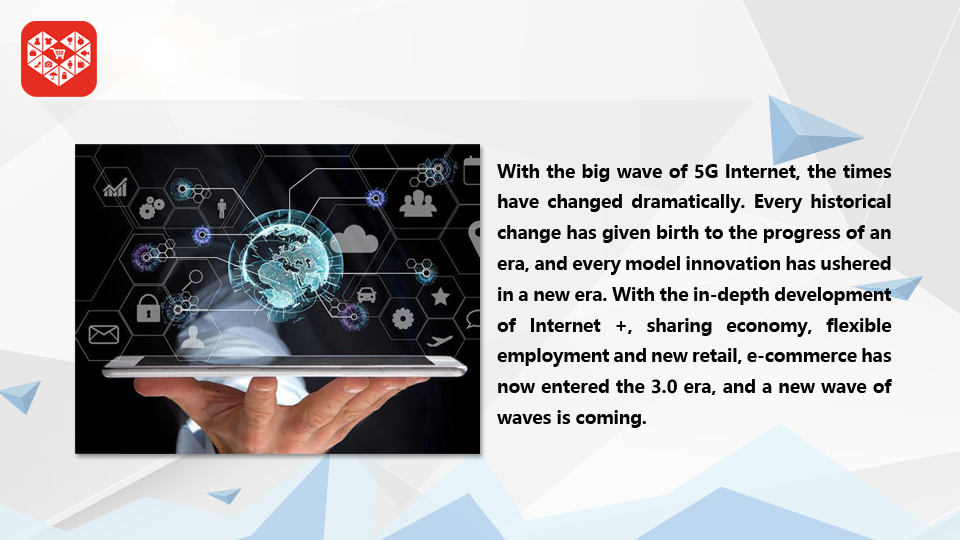 With the big wave of 5G Internet, the times
have changed dramatically. Every historical
change has given birth to the progress of an
era, and every model innovation has ushered
in a new era. With the in-depth development
of Internet +, sharing economy, flexible
employment and new retail, e-commerce has
now entered the 3.0 era, and a new wave of
waves is coming.